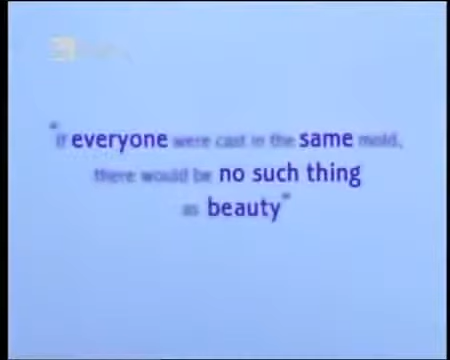 "if everyone were cast in the same mold,
there would be no such thing
as beauty"